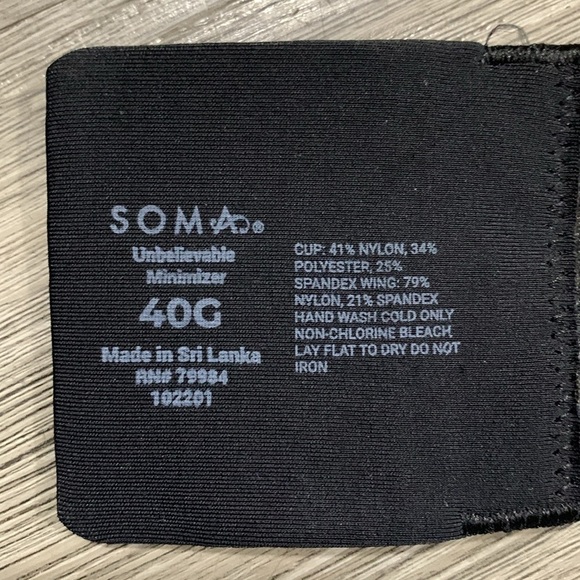 SOMA®
Unbelievable
Minimizer
40G
Made in Sri Lanka
RN# 79984
102201
CUP: 41% NYLON, 34%
POLYESTER, 25%
SPANDEX WING: 79%
NYLON, 21% SPANDEX
HAND WASH COLD ONLY
NON-CHLORINE BLEACH
LAY FLAT TO DRY DO NOT
IRON